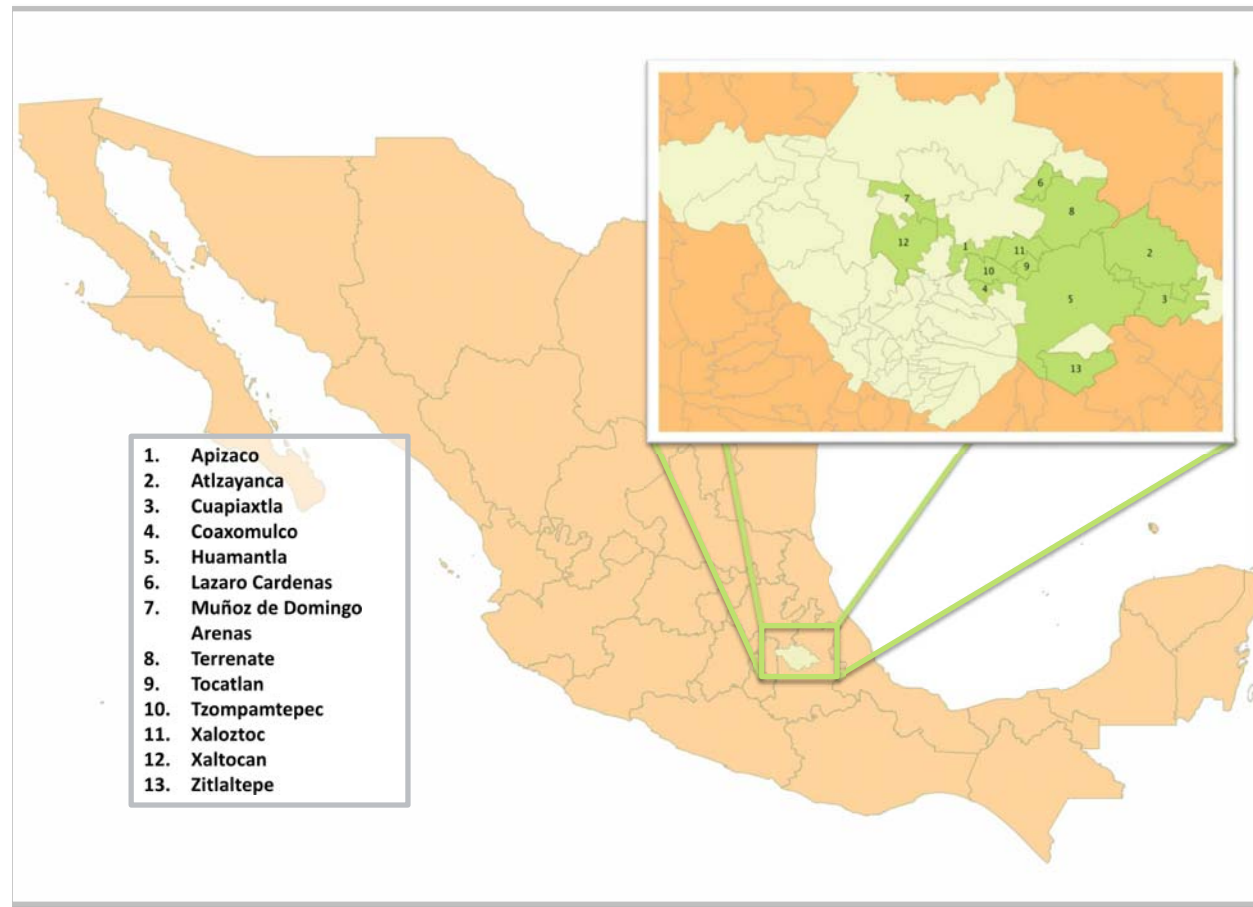 6
7
8
12
1
11
2
10
9
4
5
3
13
1. Apizaco
2. Atlzayanca
3. Cuapiaxtla
4. Coaxomulco
5. Huamantla
6. Lazaro Cardenas
7. Muñoz de Domingo
Arenas
8. Terrenate
9. Tocatlan
10. Tzompamtepec
11. Xaloztoc
12. Xaltocan
13. Zitlaltepe